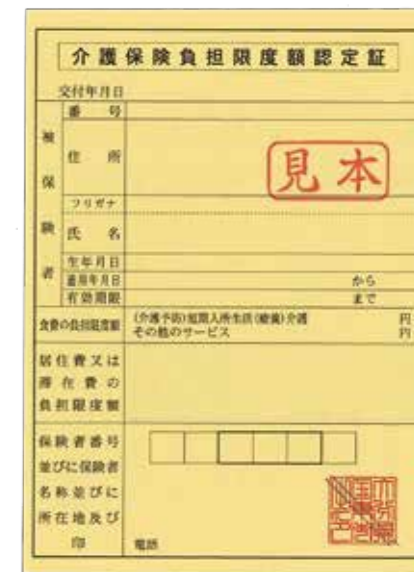 介護保険負担限度額認定証
交付年月日
被保険者
番号
住所
見本
フリガナ
氏名
生年月日
適用年月日 から
有効期限 まで
食費の負担限度額 (介護予防)短期入所生活(療養)介護 円
その他のサービス 円
居住費又は
滞在費の
負担限度額
保険者番号
並びに保険者
名称並びに
所在地及び
印
電話